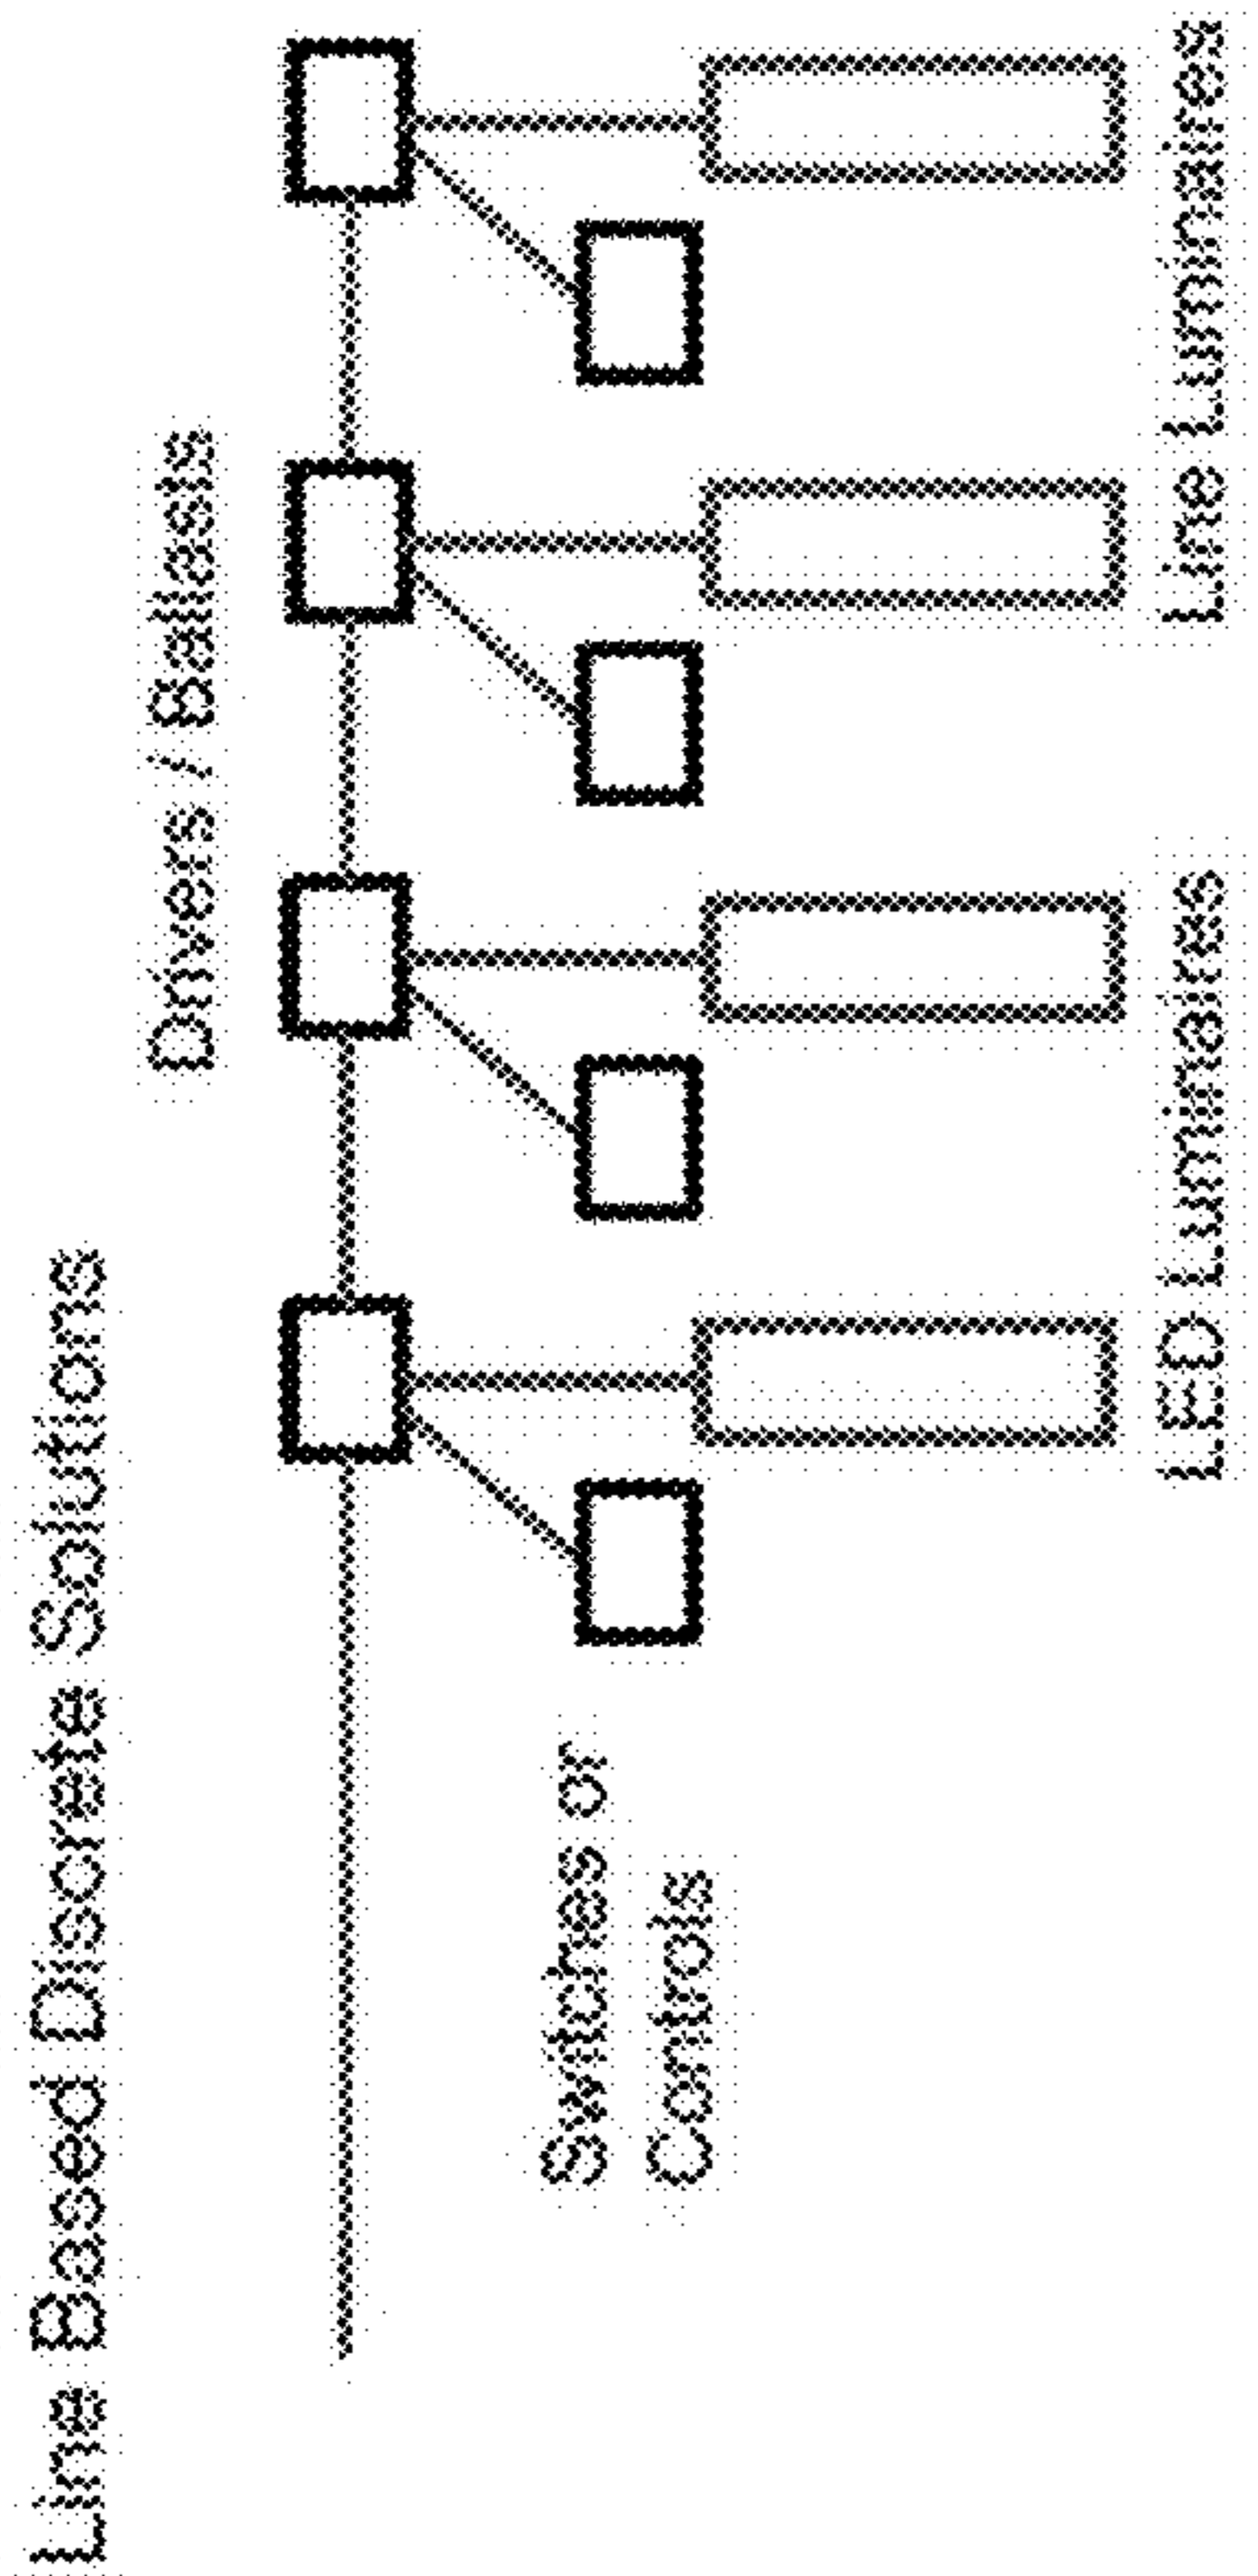 Line Based Discrete Solutions
Drivers / Ballasts
Switches or
Controls
LED Luminaires
Line Luminaires